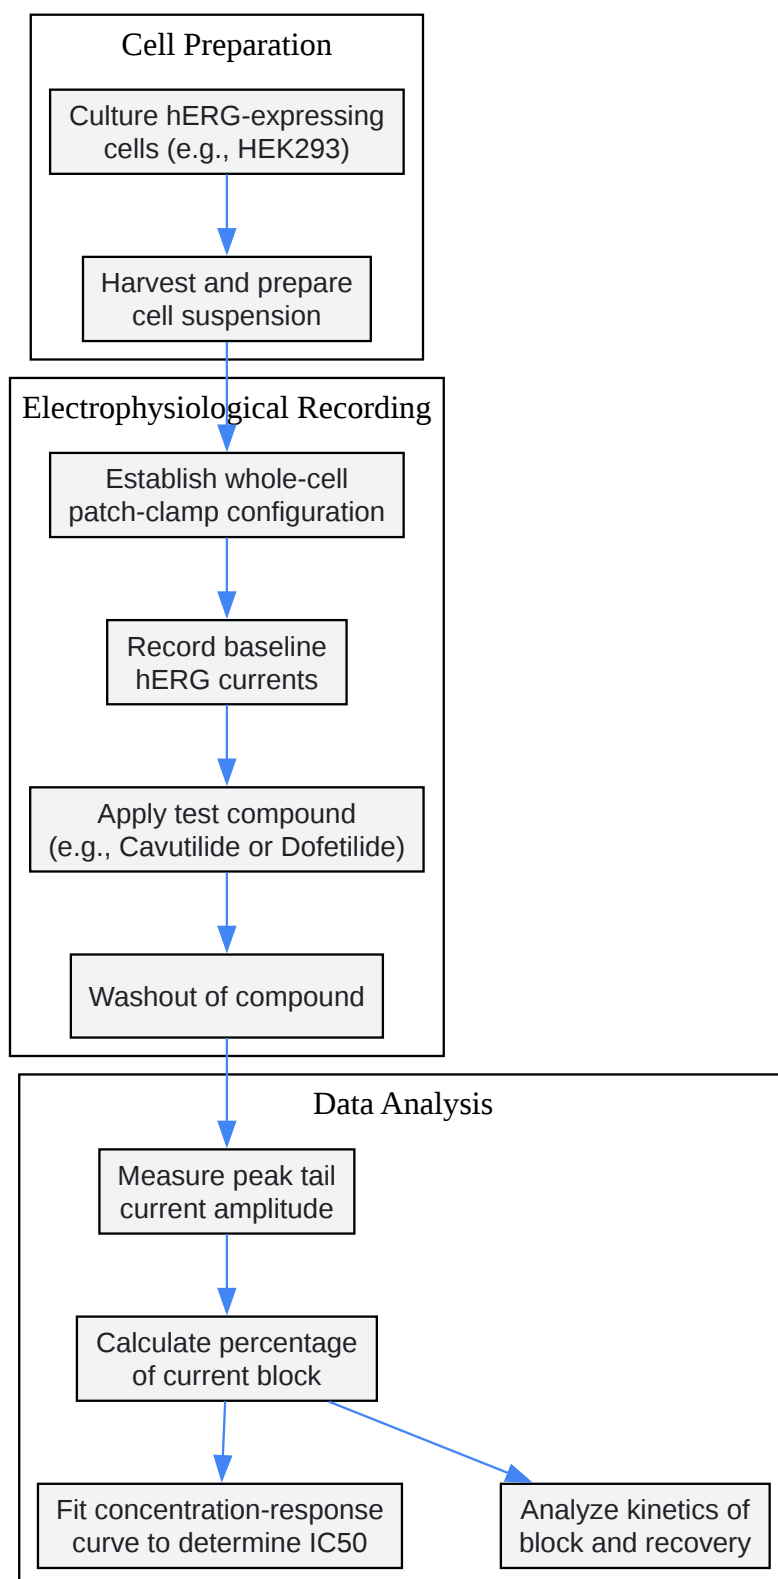 Cell Preparation
Culture hERG-expressing
cells (e.g., HEK293)
Harvest and prepare
cell suspension
Electrophysiological Recording
Establish whole-cell
patch-clamp configuration
Record baseline
hERG currents
Apply test compound
(e.g., Cavutilide or Dofetilide)
Washout of compound
Data Analysis
Measure peak tail
current amplitude
Calculate percentage
of current block
Fit concentration-response
curve to determine IC50
Analyze kinetics of
block and recovery